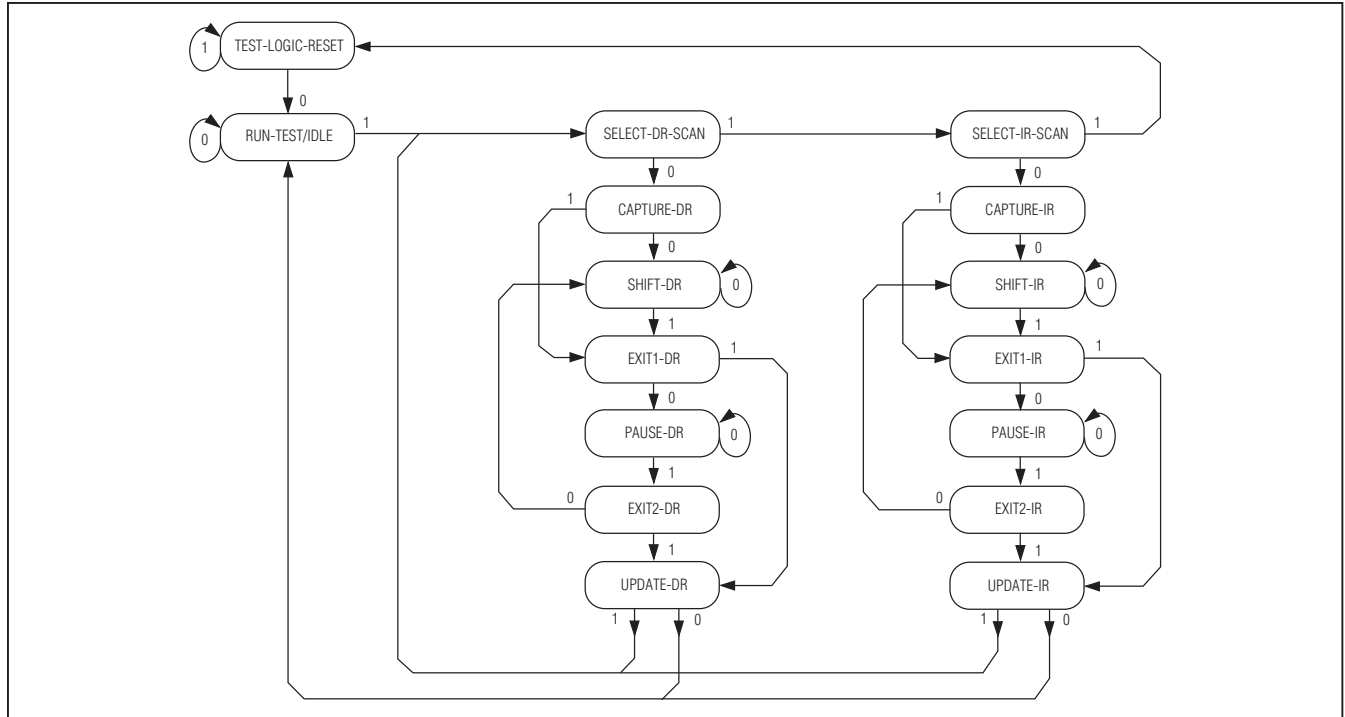 1
TEST-LOGIC-RESET
0
0
RUN-TEST/IDLE
1
SELECT-DR-SCAN
1
SELECT-IR-SCAN
1
0
0
1
CAPTURE-DR
1
CAPTURE-IR
0
0
SHIFT-DR
0
SHIFT-IR
0
1
1
EXIT1-DR
1
EXIT1-IR
1
0
0
PAUSE-DR
0
PAUSE-IR
0
1
1
0
EXIT2-DR
0
EXIT2-IR
1
1
UPDATE-DR
UPDATE-IR
1
0
1
0